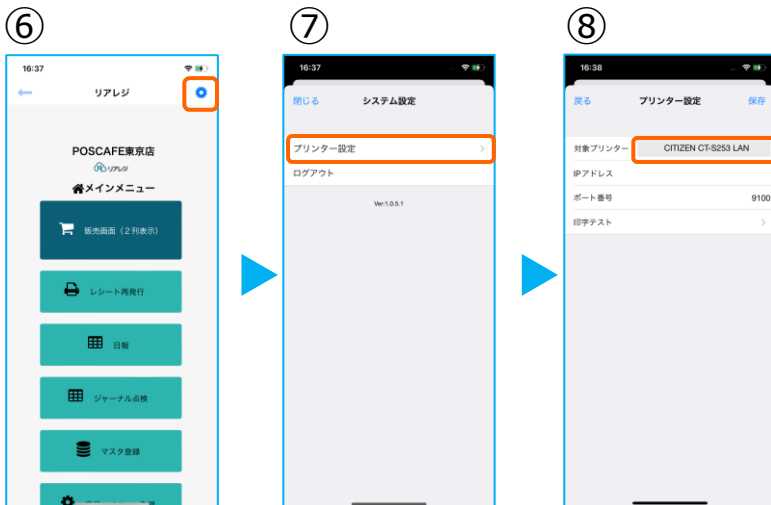 ⑥
16:37
リアレジ
POSCAFE東京店
リアレジ
メインメニュー
販売画面（２列表示）
レシート再発行
日報
ジャーナル点検
マスタ登録
⑦
16:37
閉じる システム設定
プリンター設定
ログアウト
Ver:1.0.5.1
⑧
16:38
戻る プリンター設定 保存
対象プリンター CITIZEN CT-S253 LAN
IPアドレス
ポート番号 9100
印字テスト